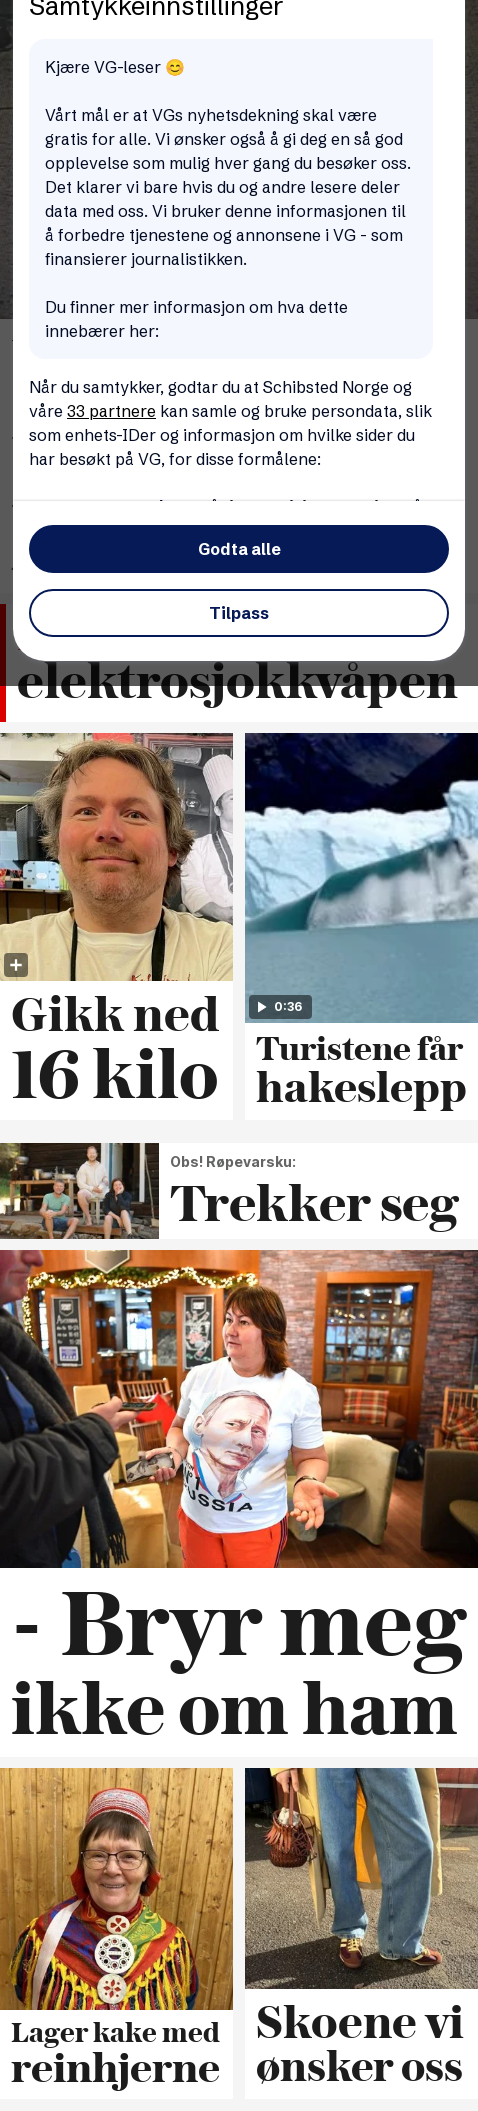 Samtykkeinnstillinger
Kjære VG-leser 😊
Vårt mål er at VGs nyhetsdekning skal være
gratis for alle. Vi ønsker også å gi deg en så god
opplevelse som mulig hver gang du besøker oss.
Det klarer vi bare hvis du og andre lesere deler
data med oss. Vi bruker denne informasjonen til
å forbedre tjenestene og annonsene i VG - som
finansierer journalistikken.
Du finner mer informasjon om hva dette
innebærer her:
Når du samtykker, godtar du at Schibsted Norge og
våre 33 partnere kan samle og bruke persondata, slik
som enhets-IDer og informasjon om hvilke sider du
har besøkt på VG, for disse formålene:
Godta alle
Tilpass
elektrosjokkvåpen
0:36
Gikk ned
16 kilo
Turistene får
hakeslepp
Obs! Røpevarsku:
Trekker seg
RUSSIA
- Bryr meg
ikke om ham
Lager kake med
reinhjerne
Skoene vi
ønsker oss